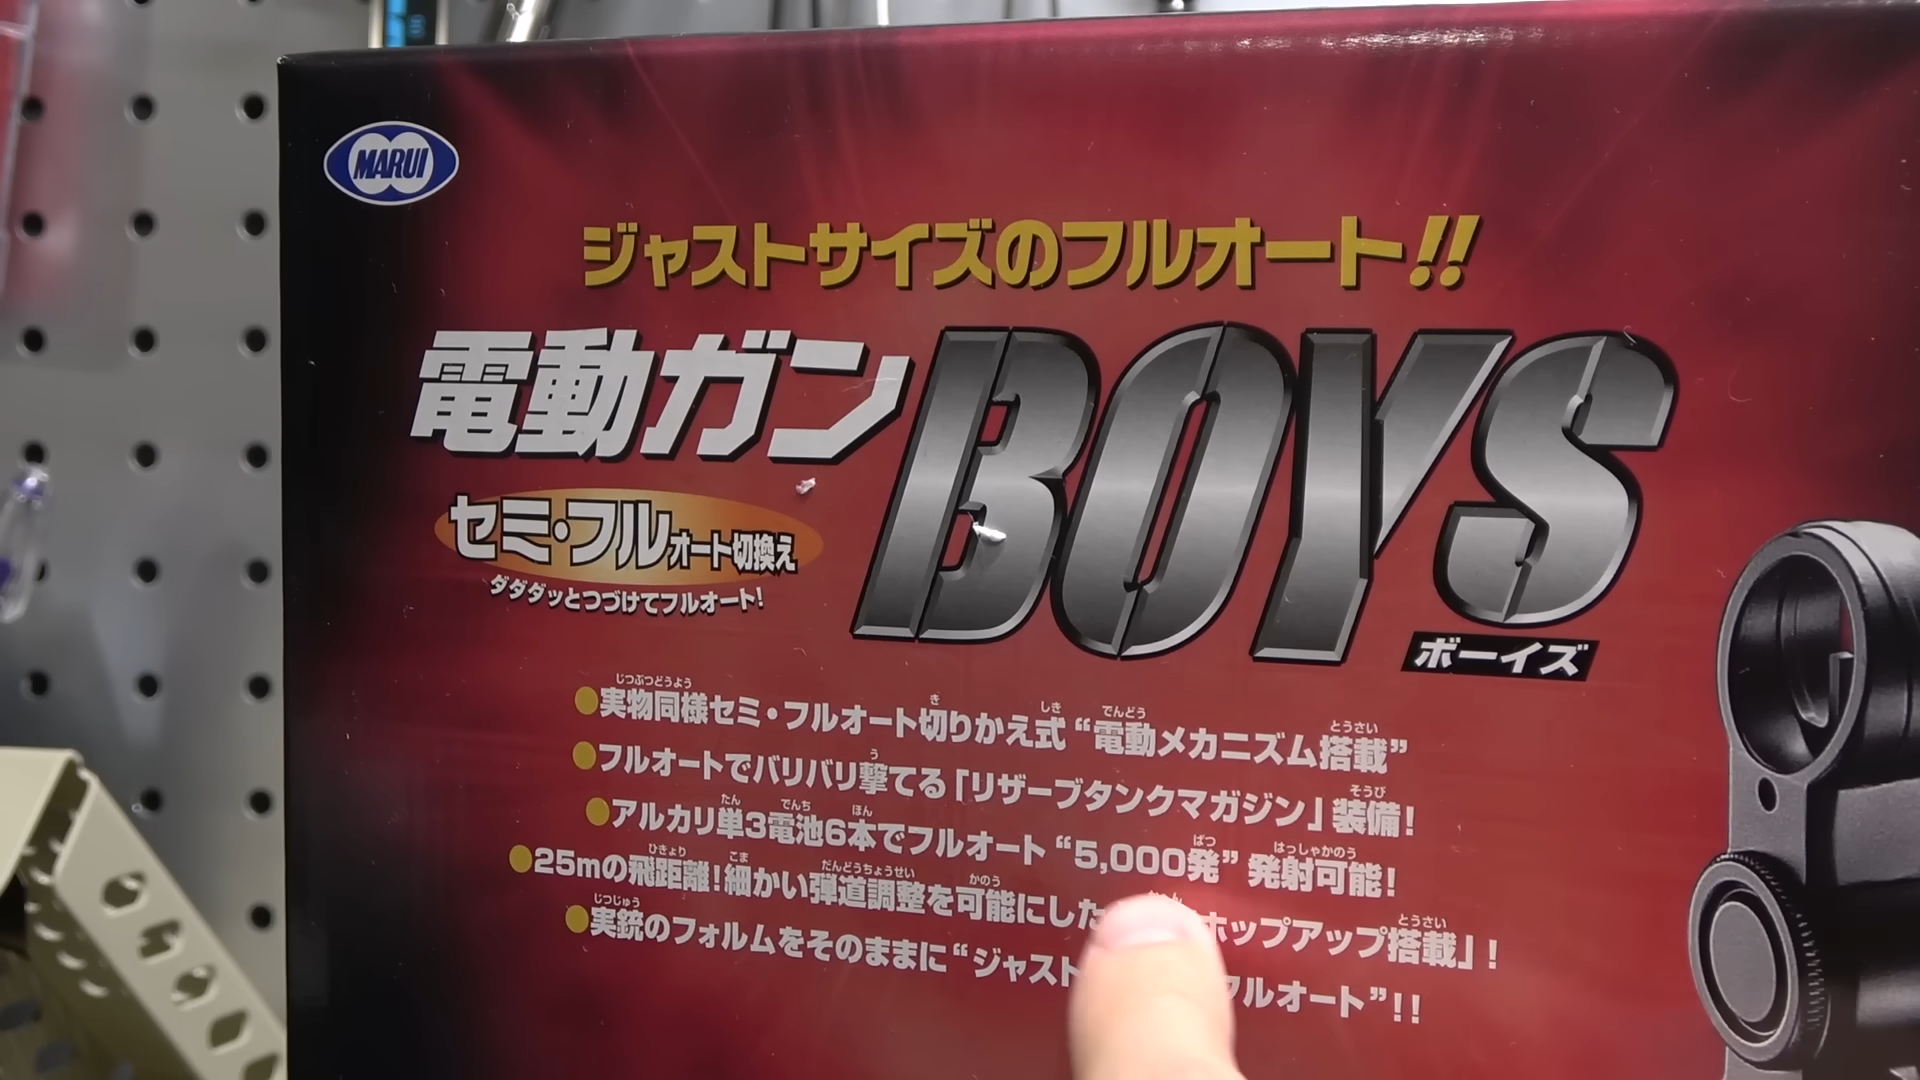 MARUI
ジャストサイズのフルオート!!
電動ガンBOYS
ボーイズ
セミ・フルオート切換え
ダダダッとつづけてフルオート!
●実物同様セミ・フルオート切りかえ式“電動メカニズム搭載”
●フルオートでバリバリ撃てる「リザーブタンクマガジン」装備!
●アルカリ単3電池6本でフルオート“5,000発”発射可能!
●25mの飛距離!細かい弾道調整を可能にした ホップアップ搭載」!
●実銃のフォルムをそのままに“ジャスト フルオート”!!